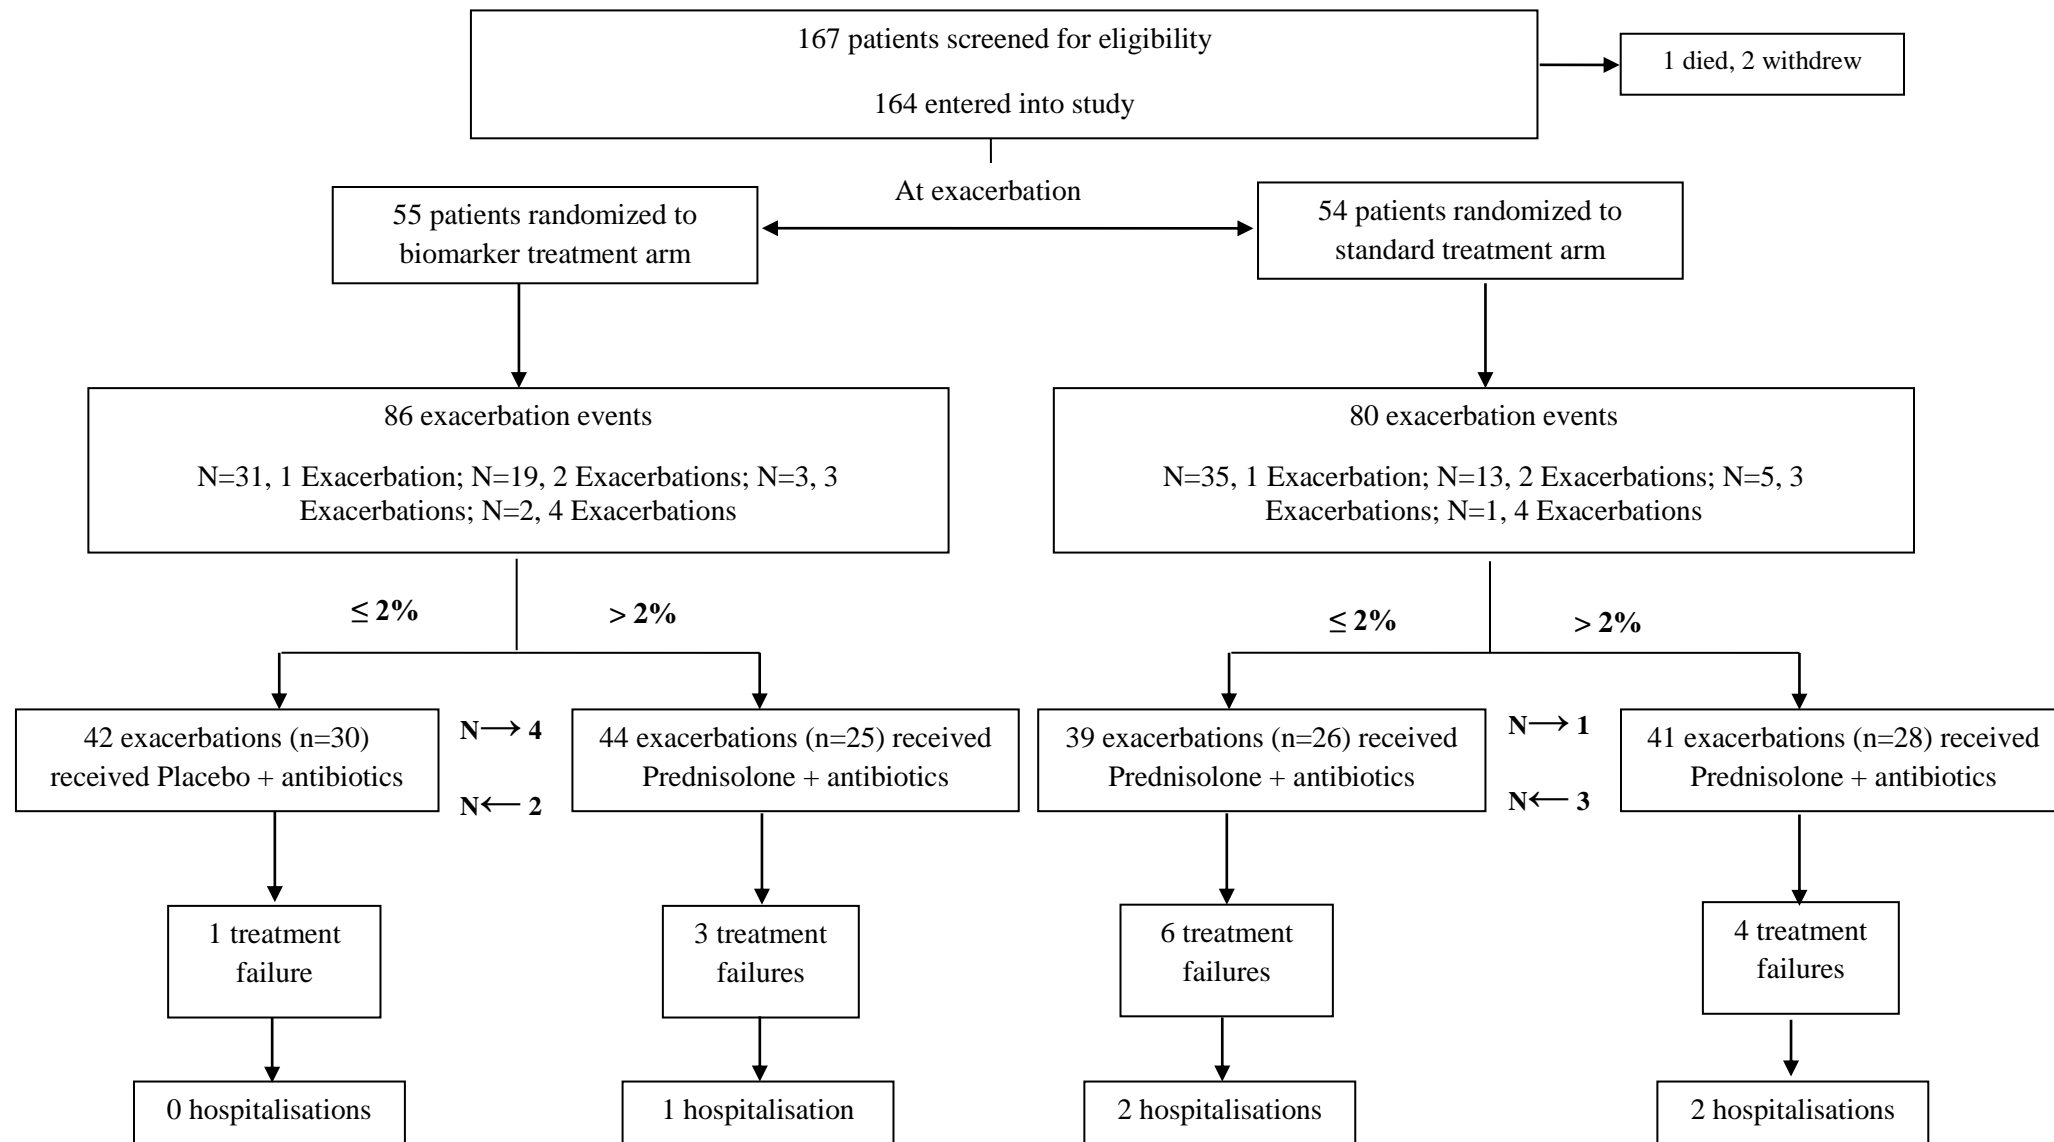 167 patients screened for eligibility
164 entered into study
1 died, 2 withdrew
At exacerbation
55 patients randomized to
biomarker treatment arm
54 patients randomized to
standard treatment arm
86 exacerbation events
N=31, 1 Exacerbation; N=19, 2 Exacerbations; N=3, 3
Exacerbations; N=2, 4 Exacerbations
80 exacerbation events
N=35, 1 Exacerbation; N=13, 2 Exacerbations; N=5, 3
Exacerbations; N=1, 4 Exacerbations
≤ 2%
> 2%
≤ 2%
> 2%
42 exacerbations (n=30)
received Placebo + antibiotics
N→ 4
N← 2
44 exacerbations (n=25) received
Prednisolone + antibiotics
39 exacerbations (n=26) received
Prednisolone + antibiotics
N→ 1
N← 3
41 exacerbations (n=28) received
Prednisolone + antibiotics
1 treatment
failure
3 treatment
failures
6 treatment
failures
4 treatment
failures
0 hospitalisations
1 hospitalisation
2 hospitalisations
2 hospitalisations